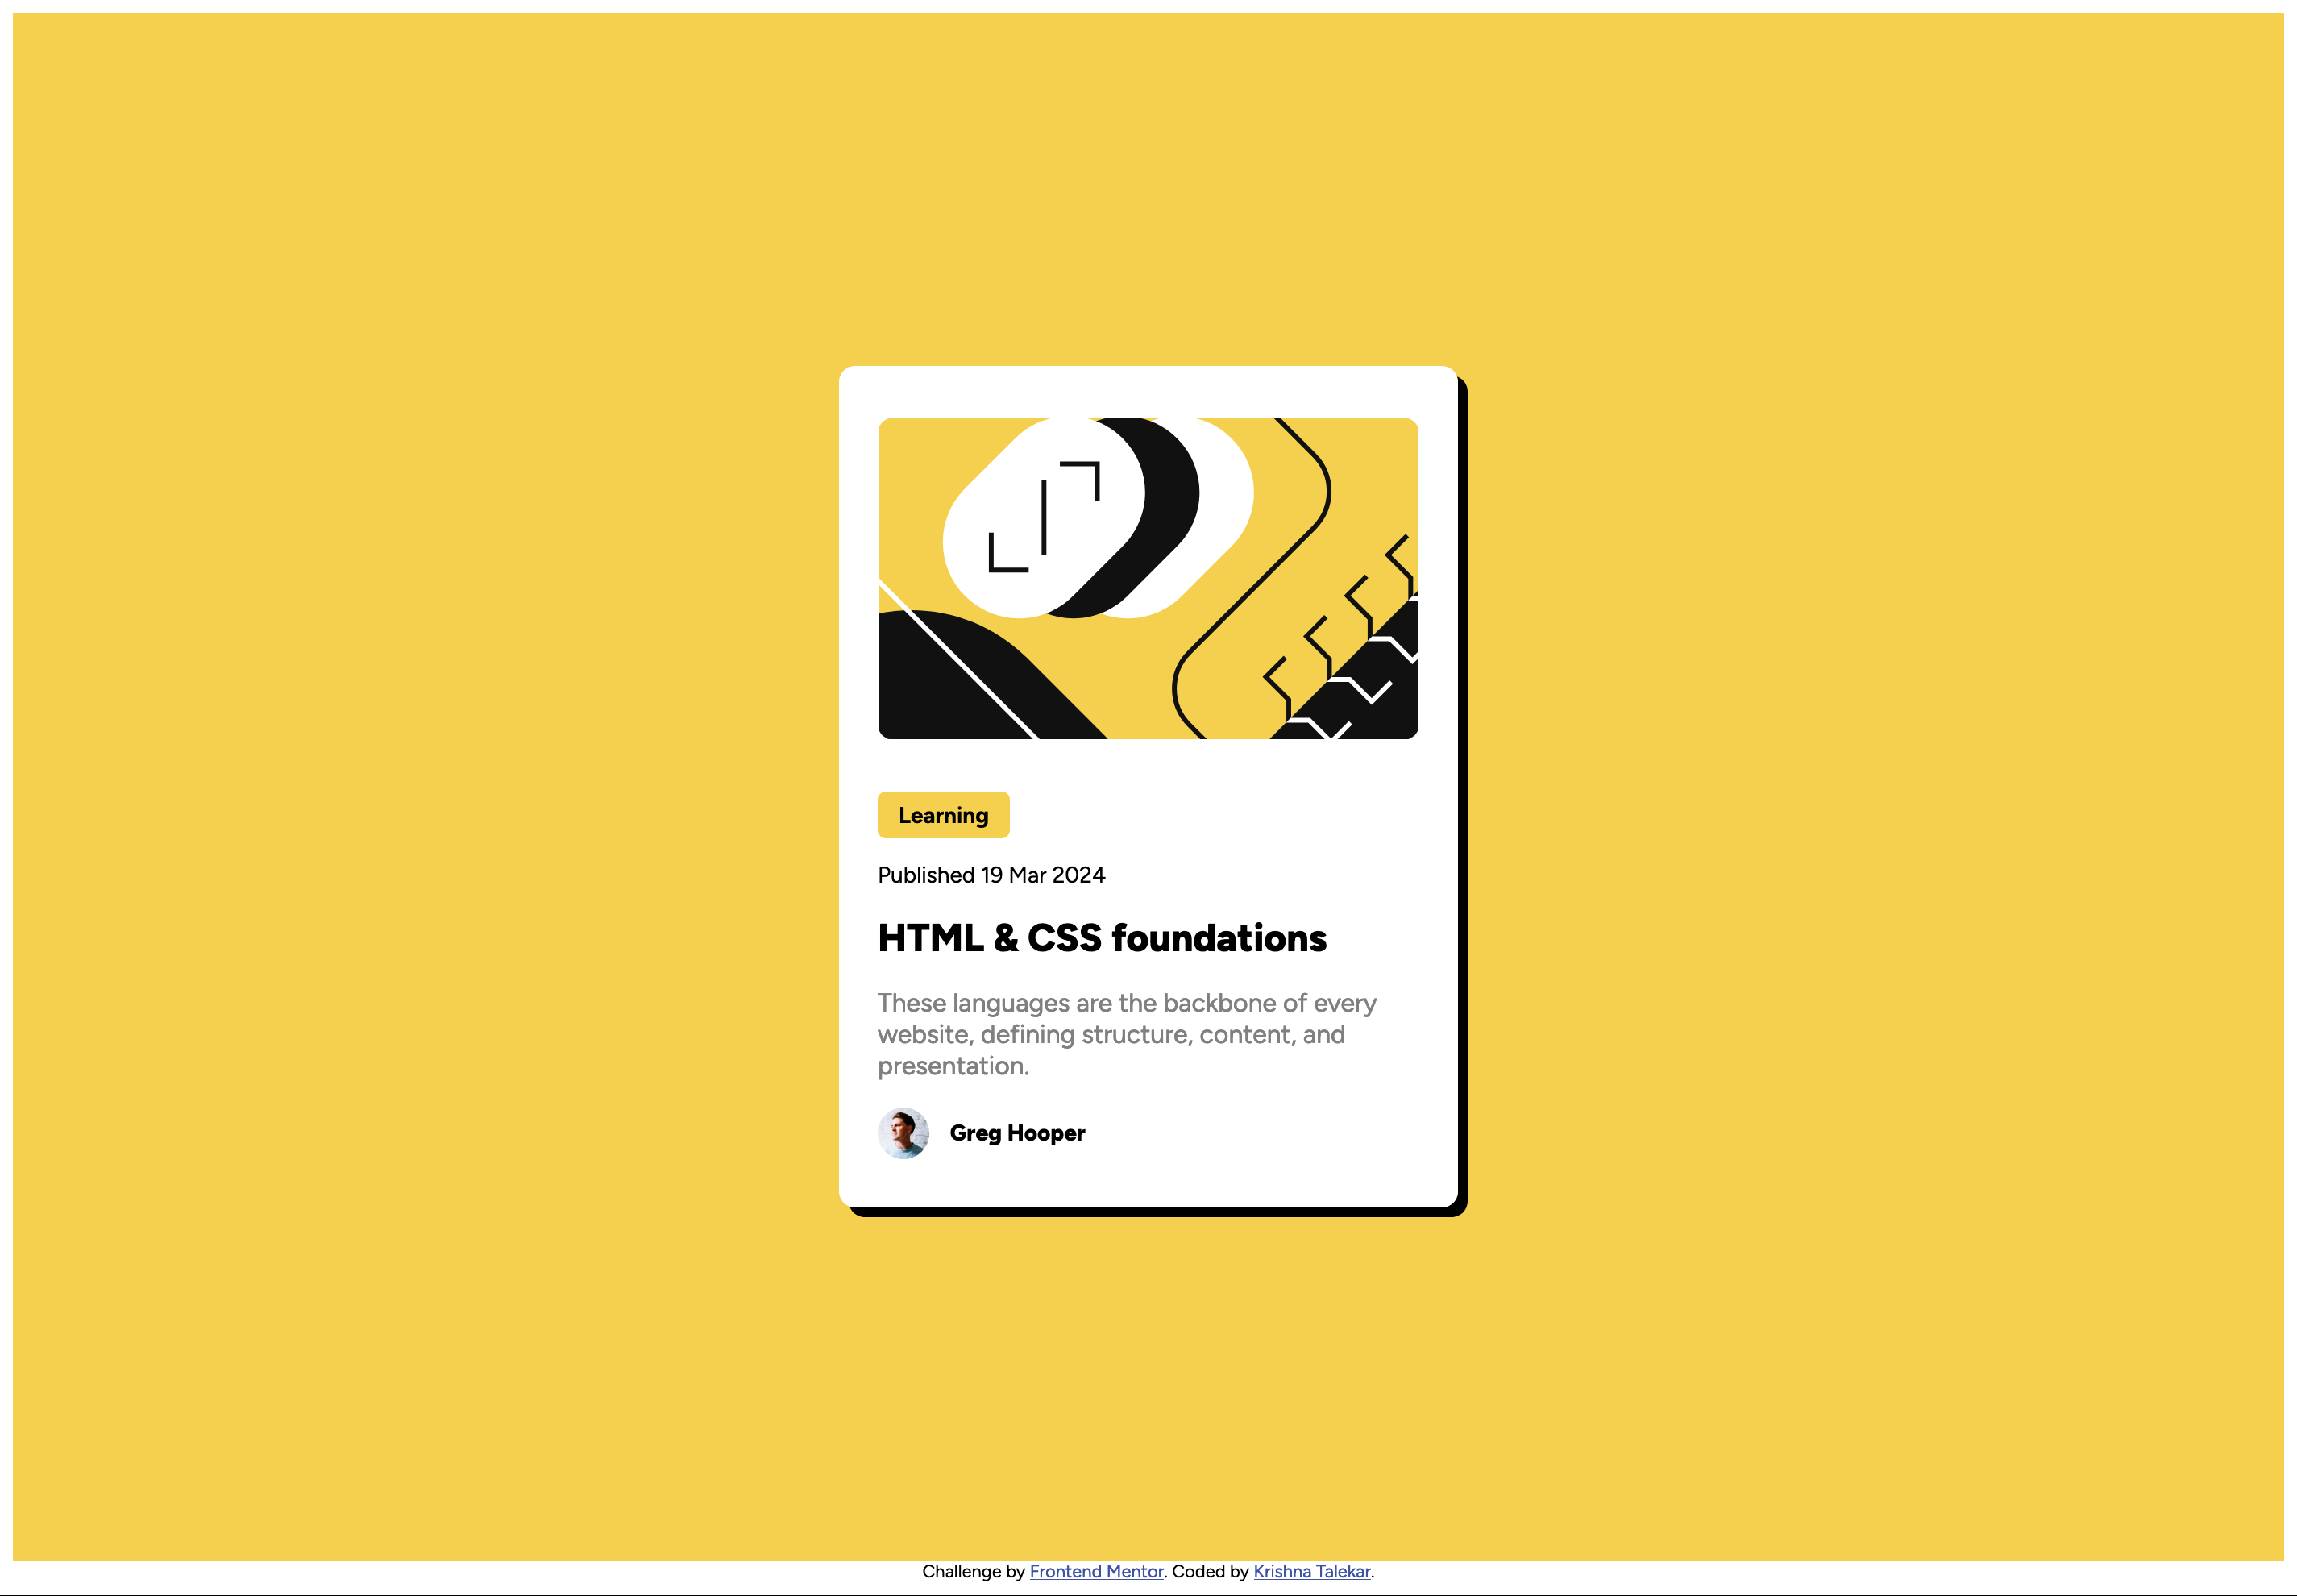 Learning
Published 19 Mar 2024
HTML & CSS foundations
These languages are the backbone of every
website, defining structure, content, and
presentation.
Greg Hooper
Challenge by Frontend Mentor. Coded by Krishna Talekar.